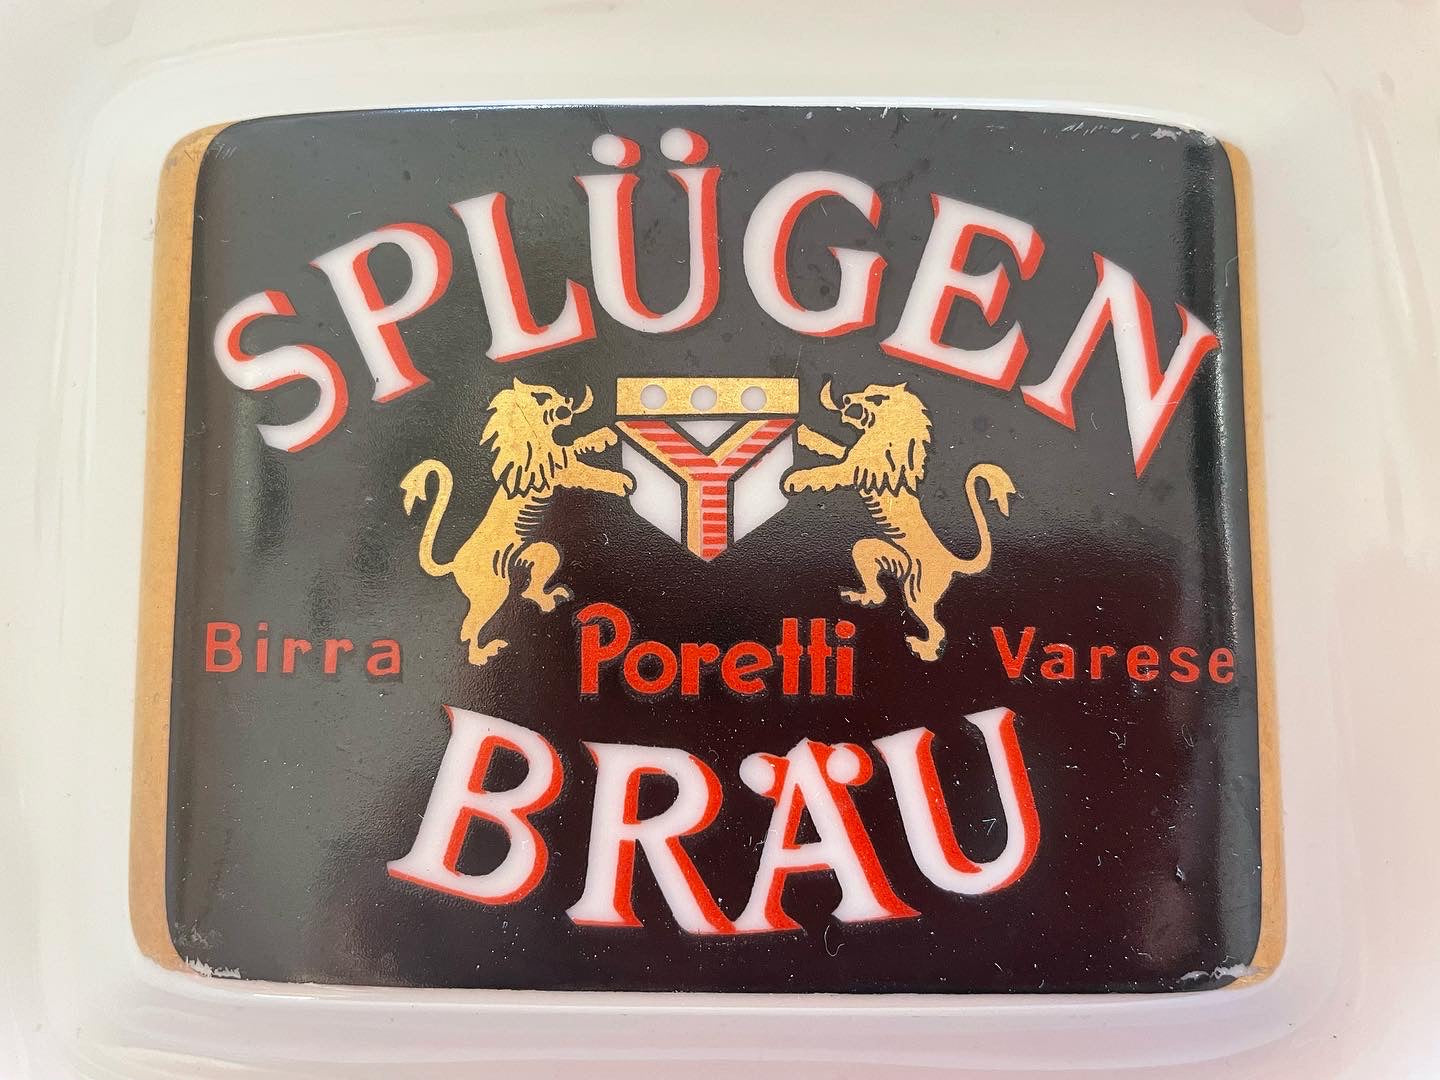 SPLÜGEN
Birra Poretti Varese
BRÄU